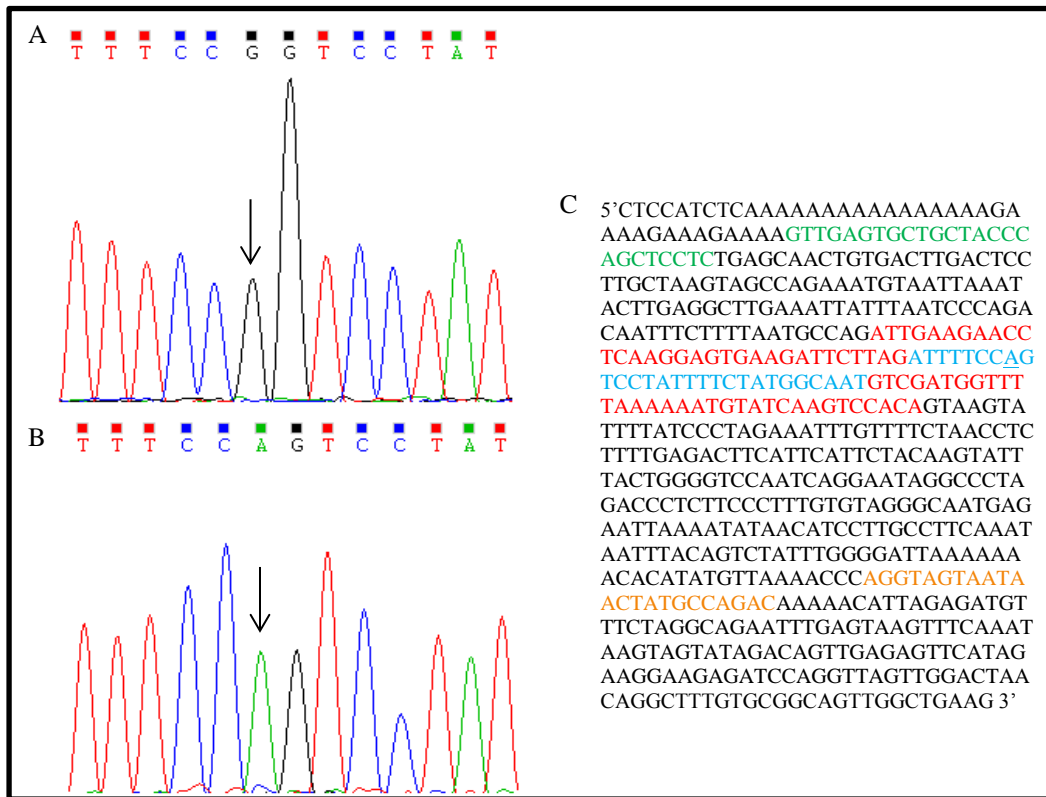 A
T T T C C G G T C C T A T
B
T T T C C A G T C C T A T
C
5’CTCCATCTCAAAAAAAAAAAAAAAAGA
AAAGAAAGAAAAGTTGAGTGCTGCTACCC
AGCTCCTCTGAGCAACTGTGACTTGACTCC
TTGCTAAGTAGCCAGAAATGTAATTAAAT
ACTTGAGGCTTGAAATTATTTAATCCCAGA
CAATTTCTTTTAATGCCAGATTGAAGAACC
TCAAGGAGTGAAGATTCTTAGATTTTCCAG
TCCTATTTTCTATGGCAATGTCGATGGTTT
TAAAAAATGTATCAAGTCCACAGTAAGTA
TTTTATCCCTAGAAATTTGTTTTCTAACCTC
TTTTGAGACTTCATTCATTCTACAAGTATT
TACTGGGGTCCAATCAGGAATAGGCCCTA
GACCCTCTTCCCTTTGTGTAGGGCAATGAG
AATTAAAATATAACATCCTTGCCTTCAAAT
AATTTACAGTCTATTTGGGGATTAAAAAA
ACACATATGTTAAAACCCAGGTAGTAATA
ACTATGCCAGACAAAAACATTAGAGATGT
TTCTAGGCAGAATTTGAGTAAGTTTCAAAT
AAGTAGTATAGACAGTTGAGAGTTCATAG
AAGGAAGAGATCCAGGTTAGTTGGACTAA
CAGGCTTTGTGCGGCAGTTGGCTGAAG 3’